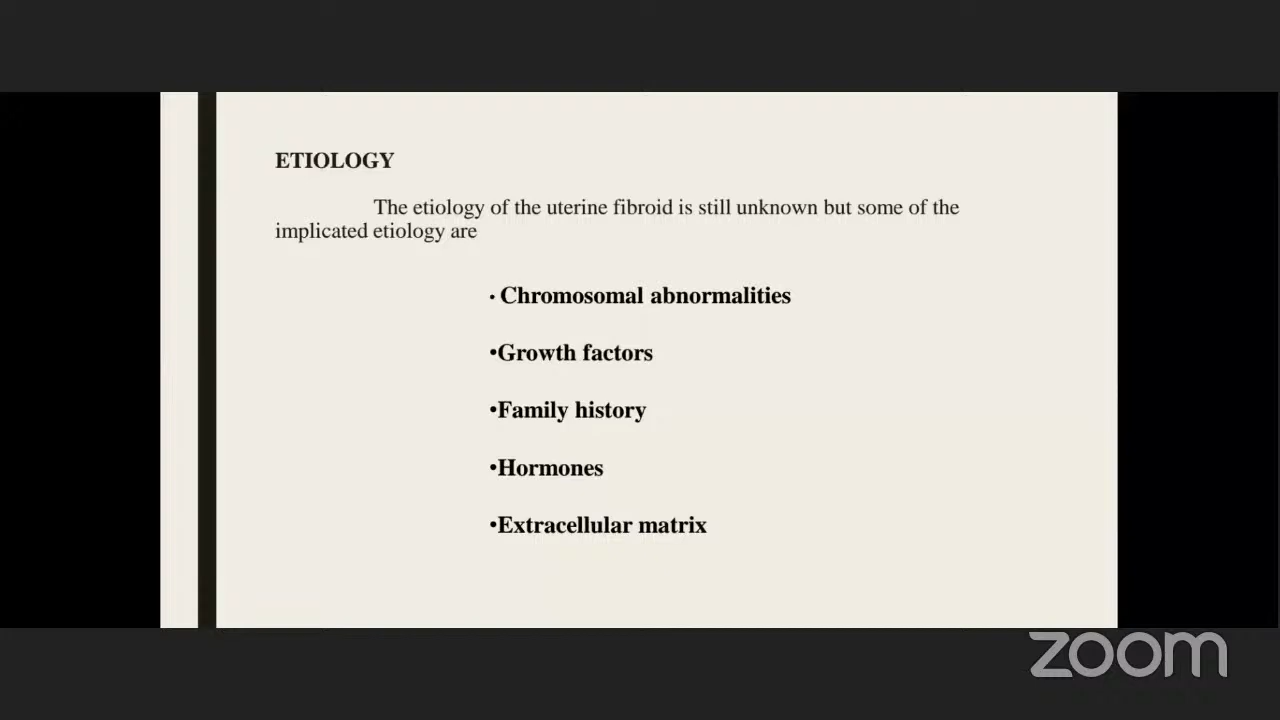 ETIOLOGY
The etiology of the uterine fibroid is still unknown but some of the
implicated etiology are
• Chromosomal abnormalities
•Growth factors
•Family history
•Hormones
•Extracellular matrix
zoom